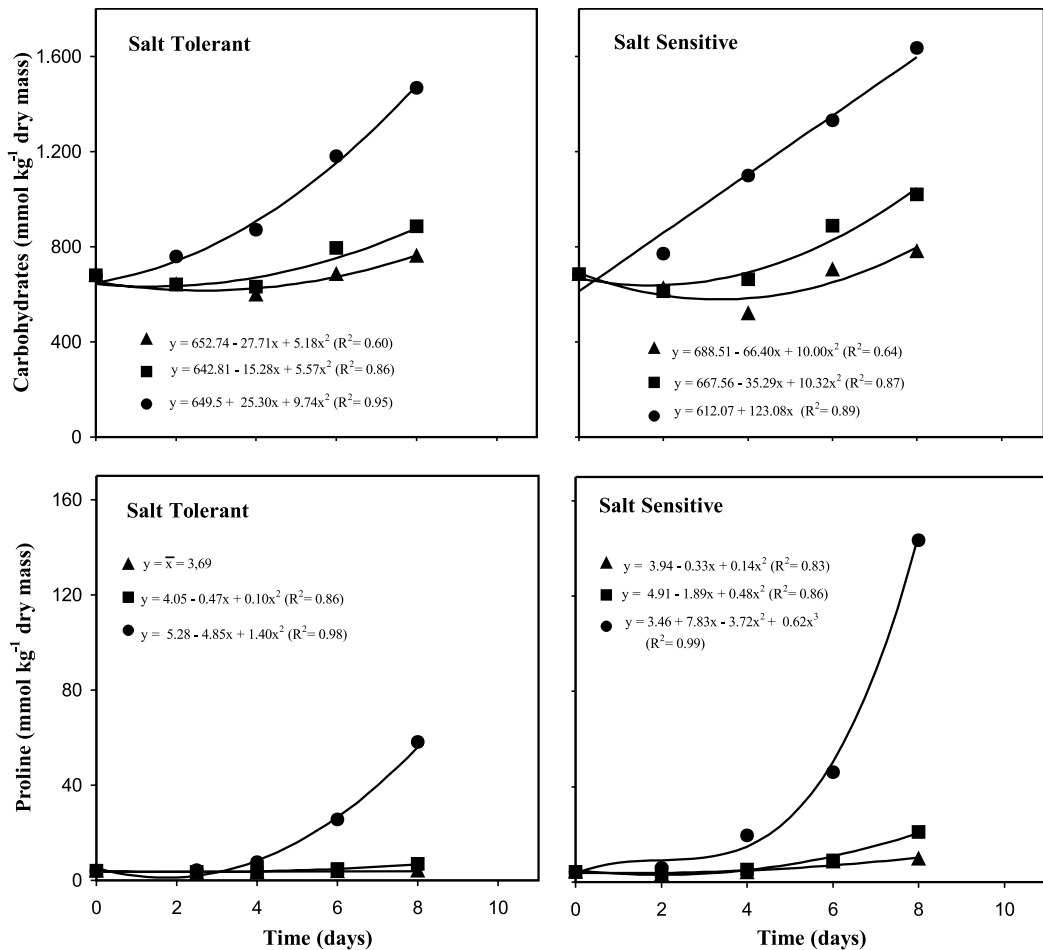 Salt Tolerant
Salt Sensitive
Carbohydrates (mmol kg⁻¹ dry mass)
1.600
1.200
800
400
0
y = 652.74 - 27.71x + 5.18x² (R²= 0.60)
y = 642.81 - 15.28x + 5.57x² (R²= 0.86)
y = 649.5 + 25.30x + 9.74x² (R²= 0.95)
y = 688.51 - 66.40x + 10.00x² (R²= 0.64)
y = 667.56 - 35.29x + 10.32x² (R²= 0.87)
y = 612.07 + 123.08x (R²= 0.89)
Salt Tolerant
Salt Sensitive
Proline (mmol kg⁻¹ dry mass)
160
120
80
40
0
y = x̅ = 3,69
y = 4.05 - 0.47x + 0.10x² (R²= 0.86)
y = 5.28 - 4.85x + 1.40x² (R²= 0.98)
y = 3.94 - 0.33x + 0.14x² (R²= 0.83)
y = 4.91 - 1.89x + 0.48x² (R²= 0.86)
y = 3.46 + 7.83x - 3.72x² + 0.62x³
(R²= 0.99)
0 2 4 6 8 10
0 2 4 6 8 10
Time (days)
Time (days)